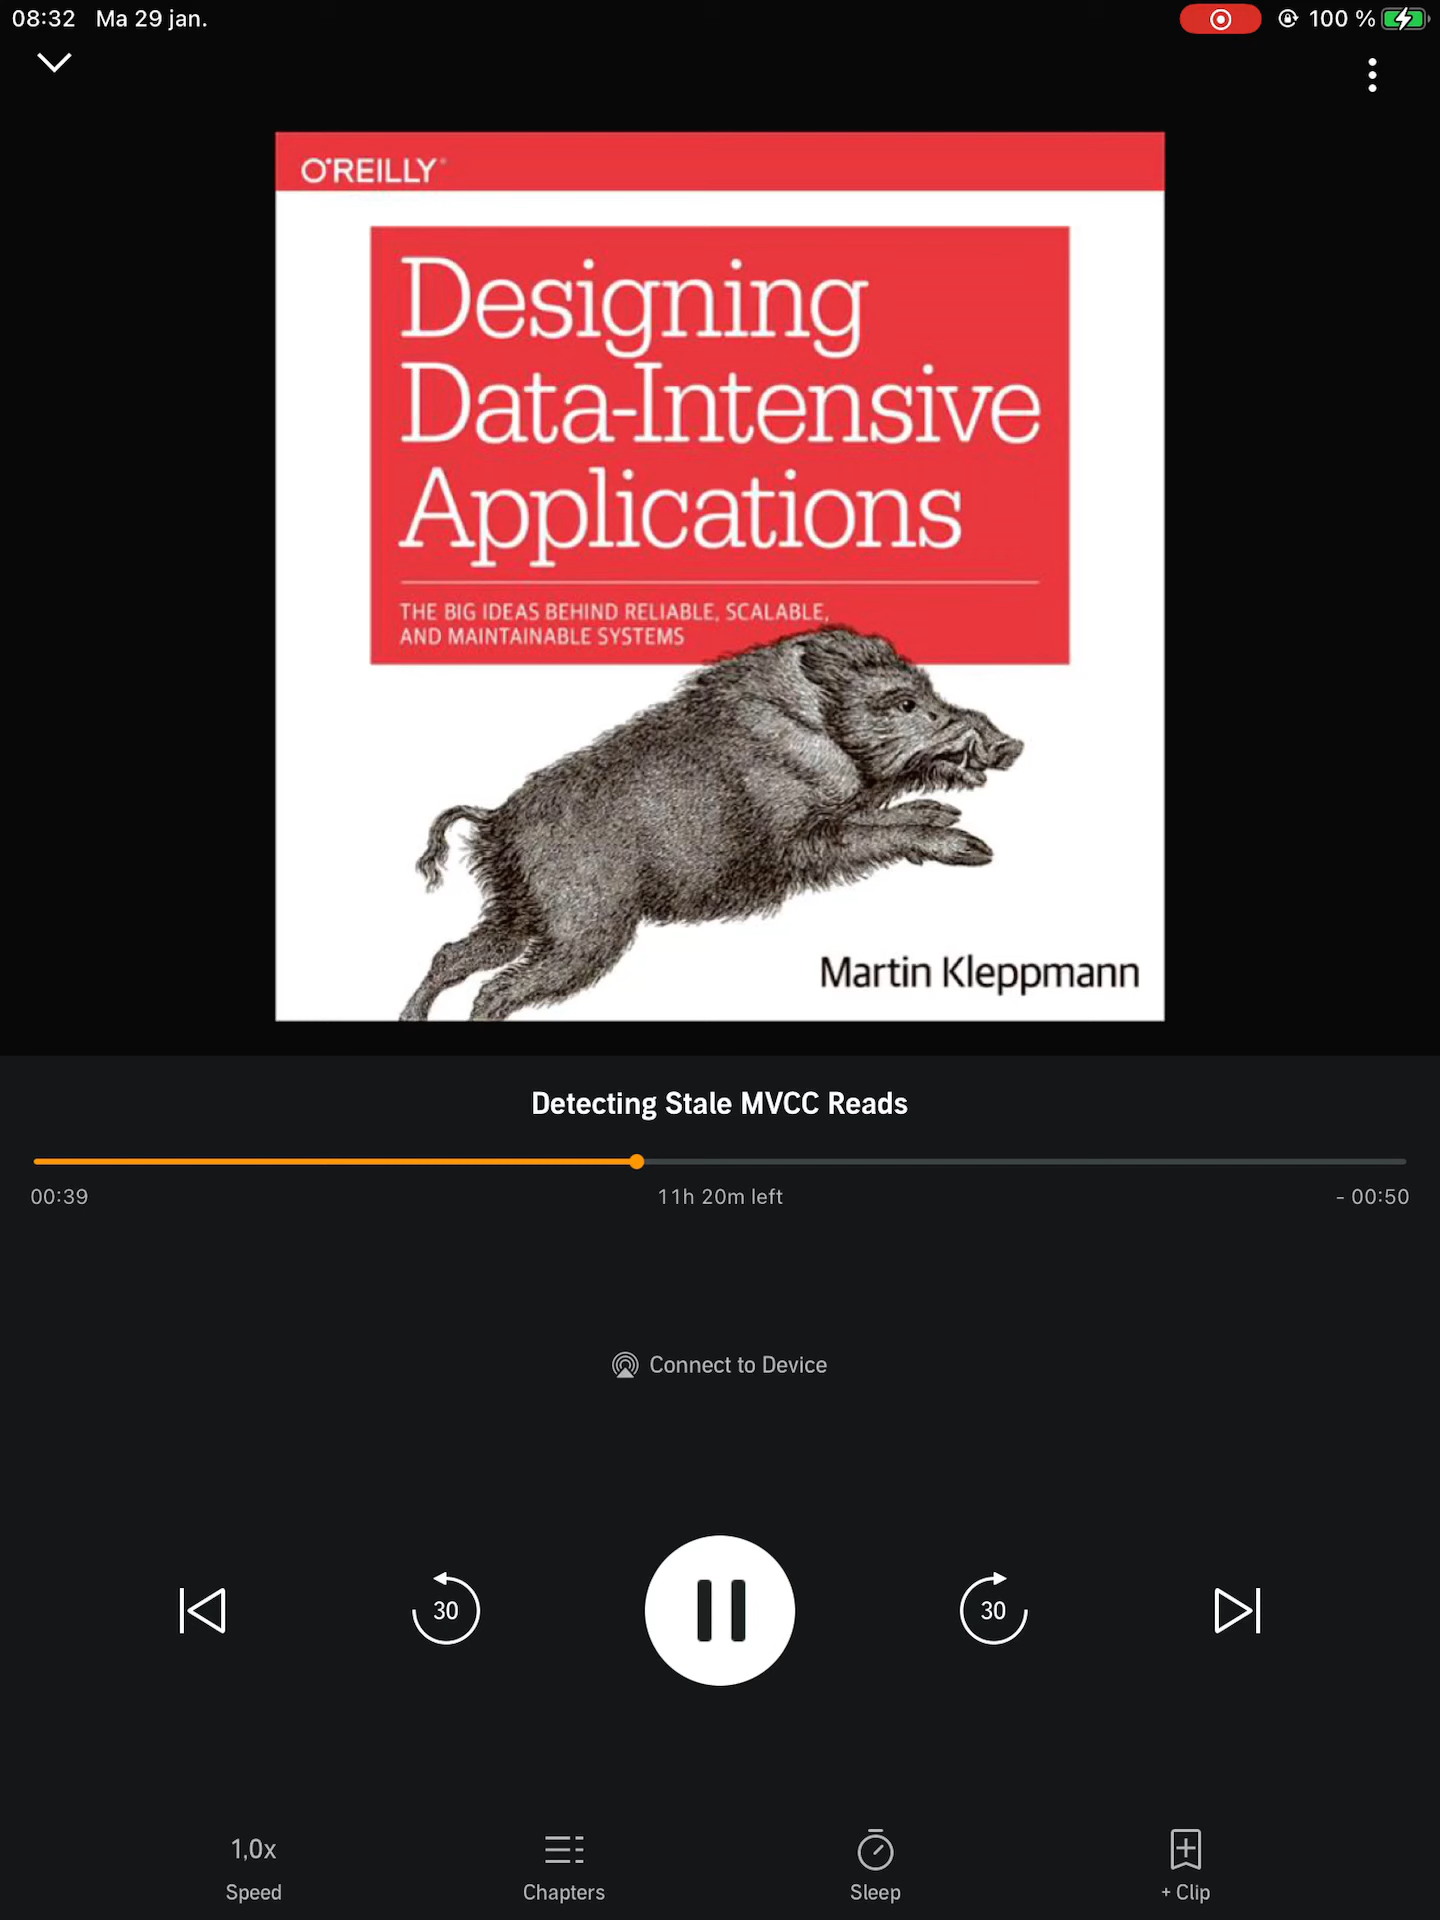 08:32 Ma 29 jan. 100 %
O'REILLY®
Designing
Data-Intensive
Applications
THE BIG IDEAS BEHIND RELIABLE, SCALABLE,
AND MAINTAINABLE SYSTEMS
Martin Kleppmann
Detecting Stale MVCC Reads
00:39 11h 20m left - 00:50
Connect to Device
30 30
1,0x
Speed Chapters Sleep + Clip